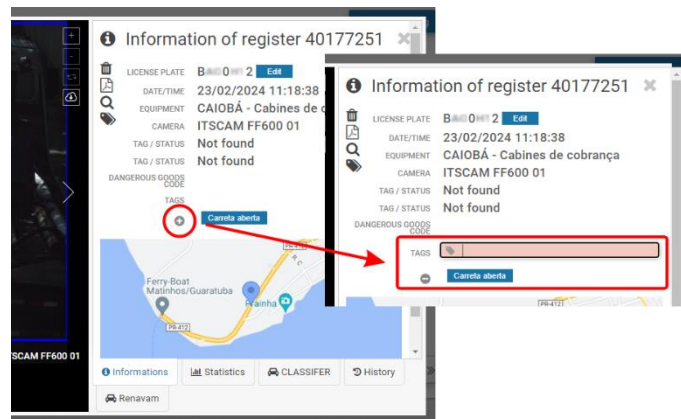 Information of register 40177251
LICENSE PLATE B 0 2 Edit
DATE/TIME 23/02/2024 11:18:38
EQUIPMENT CAIOBÁ - Cabines de c
CAMERA ITSCAM FF600 01
TAG / STATUS Not found
TAG / STATUS Not found
DANGEROUS GOODS
CODE
TAGS
Carreta aberta
Ferry-Boat
Matinhos/Guaratuba
Prainha
PR-412
TSCAM FF600 01
Informations Statistics CLASSIFER History
Renavam
Information of register 40177251
LICENSE PLATE B 0 2 Edit
DATE/TIME 23/02/2024 11:18:38
EQUIPMENT CAIOBÁ - Cabines de cobrança
CAMERA ITSCAM FF600 01
TAG / STATUS Not found
TAG / STATUS Not found
DANGEROUS GOODS
CODE
TAGS
Carreta aberta